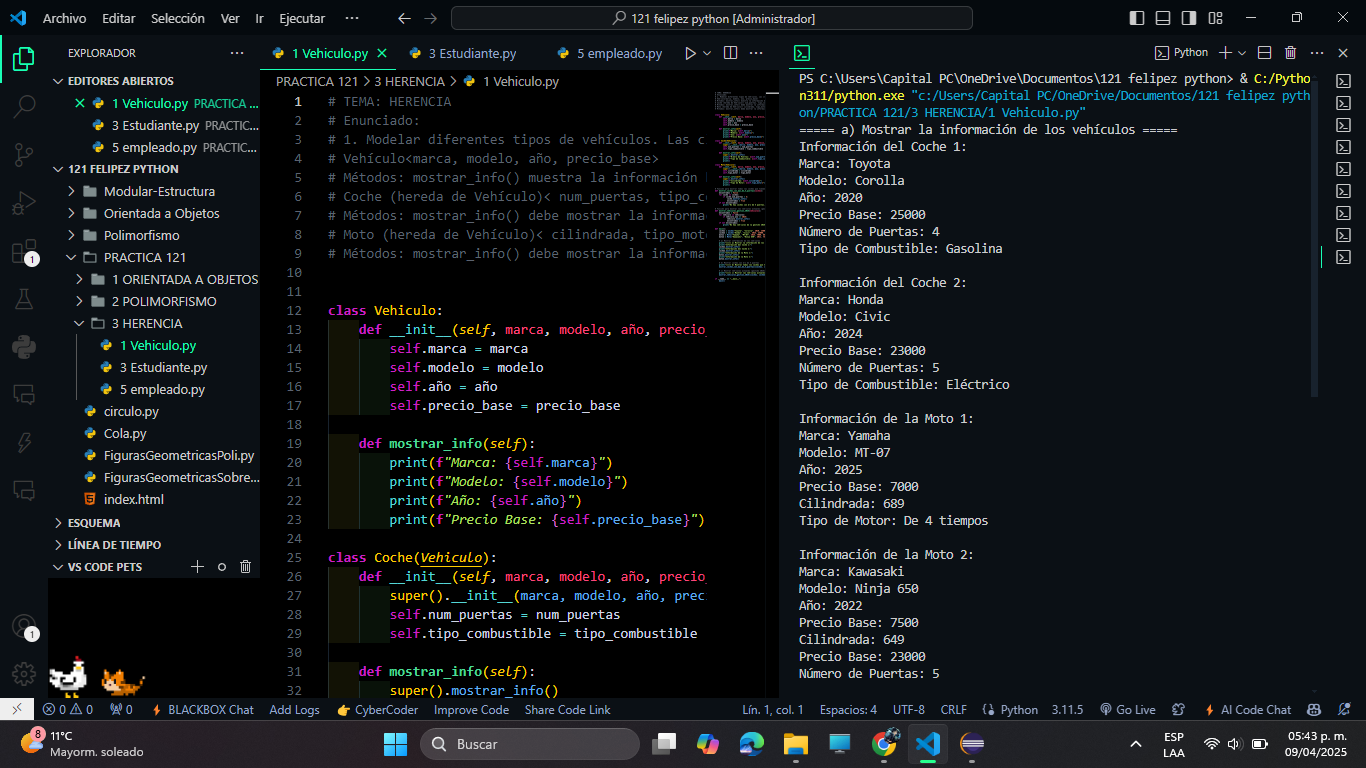 Archivo Editar Selección Ver Ir Ejecutar ···
121 felipez python [Administrador]
EXPLORADOR ···
EDITORES ABIERTOS
1 Vehiculo.py PRACTICA ...
3 Estudiante.py PRACTIC...
5 empleado.py PRACTIC...
121 FELIPEZ PYTHON
Modular-Estructura
Orientada a Objetos
Polimorfismo
PRACTICA 121
1 ORIENTADA A OBJETOS
2 POLIMORFISMO
3 HERENCIA
1 Vehiculo.py
3 Estudiante.py
5 empleado.py
circulo.py
Cola.py
FigurasGeometricasPoli.py
FigurasGeometricasSobre...
index.html
ESQUEMA
LÍNEA DE TIEMPO
VS CODE PETS
1
1
1 Vehiculo.py
3 Estudiante.py
5 empleado.py
PRACTICA 121 > 3 HERENCIA > 1 Vehiculo.py
1 # TEMA: HERENCIA
2 # Enunciado:
3 # 1. Modelar diferentes tipos de vehículos. Las c
4 # Vehículo<marca, modelo, año, precio_base>
5 # Métodos: mostrar_info() muestra la información
6 # Coche (hereda de Vehículo)< num_puertas, tipo_c
7 # Métodos: mostrar_info() debe mostrar la informa
8 # Moto (hereda de Vehículo)< cilindrada, tipo_mot
9 # Métodos: mostrar_info() debe mostrar la informa
10
11
12 class Vehiculo:
13 def __init__(self, marca, modelo, año, precio_
14 self.marca = marca
15 self.modelo = modelo
16 self.año = año
17 self.precio_base = precio_base
18
19 def mostrar_info(self):
20 print(f"Marca: {self.marca}")
21 print(f"Modelo: {self.modelo}")
22 print(f"Año: {self.año}")
23 print(f"Precio Base: {self.precio_base}")
24
25 class Coche(Vehiculo):
26 def __init__(self, marca, modelo, año, precio_
27 super().__init__(marca, modelo, año, prec
28 self.num_puertas = num_puertas
29 self.tipo_combustible = tipo_combustible
30
31 def mostrar_info(self):
32 super().mostrar_info()
Python
PS C:\Users\Capital PC\OneDrive\Documentos\121 felipez python> & C:/Pytho
n311/python.exe "c:/Users/Capital PC/OneDrive/Documentos/121 felipez pyth
on/PRACTICA 121/3 HERENCIA/1 Vehiculo.py"
===== a) Mostrar la información de los vehículos =====
Información del Coche 1:
Marca: Toyota
Modelo: Corolla
Año: 2020
Precio Base: 25000
Número de Puertas: 4
Tipo de Combustible: Gasolina

Información del Coche 2:
Marca: Honda
Modelo: Civic
Año: 2024
Precio Base: 23000
Número de Puertas: 5
Tipo de Combustible: Eléctrico

Información de la Moto 1:
Marca: Yamaha
Modelo: MT-07
Año: 2025
Precio Base: 7000
Cilindrada: 689
Tipo de Motor: De 4 tiempos

Información de la Moto 2:
Marca: Kawasaki
Modelo: Ninja 650
Año: 2022
Precio Base: 7500
Cilindrada: 649
Precio Base: 23000
Número de Puertas: 5
0 0 0 BLACKBOX Chat Add Logs CyberCoder Improve Code Share Code Link Lín. 1, col. 1 Espacios: 4 UTF-8 CRLF Python 3.11.5 Go Live AI Code Chat
8
11°C
Mayorm. soleado
Buscar
ESP
LAA
05:43 p. m.
09/04/2025